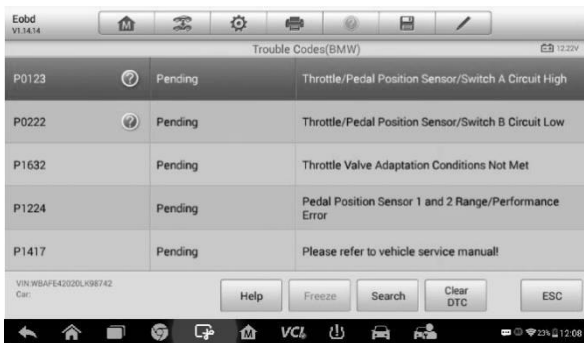 Eobd
V1.14.14
Trouble Codes(BMW)
12.22V
P0123 Pending Throttle/Pedal Position Sensor/Switch A Circuit High
P0222 Pending Throttle/Pedal Position Sensor/Switch B Circuit Low
P1632 Pending Throttle Valve Adaptation Conditions Not Met
P1224 Pending Pedal Position Sensor 1 and 2 Range/Performance
Error
P1417 Pending Please refer to vehicle service manual!
VIN:WBAFE42020LK98742
Car:
Help Freeze Search Clear
DTC ESC
VCI 23% 12:08